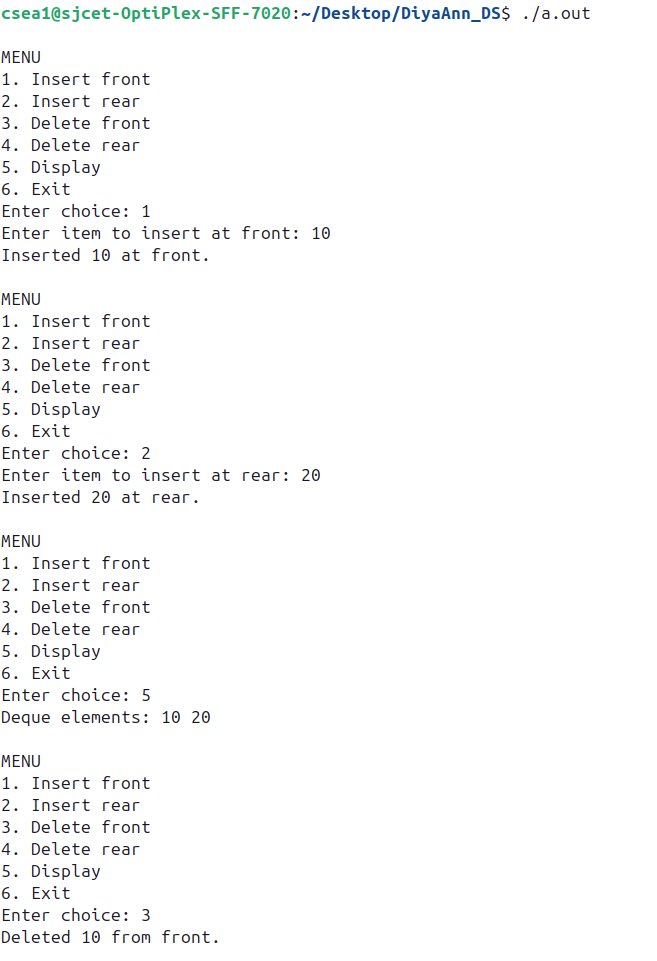 csea1@sjcet-OptiPlex-SFF-7020:~/Desktop/DiyaAnn_DS$ ./a.out

MENU
1. Insert front
2. Insert rear
3. Delete front
4. Delete rear
5. Display
6. Exit
Enter choice: 1
Enter item to insert at front: 10
Inserted 10 at front.

MENU
1. Insert front
2. Insert rear
3. Delete front
4. Delete rear
5. Display
6. Exit
Enter choice: 2
Enter item to insert at rear: 20
Inserted 20 at rear.

MENU
1. Insert front
2. Insert rear
3. Delete front
4. Delete rear
5. Display
6. Exit
Enter choice: 5
Deque elements: 10 20

MENU
1. Insert front
2. Insert rear
3. Delete front
4. Delete rear
5. Display
6. Exit
Enter choice: 3
Deleted 10 from front.